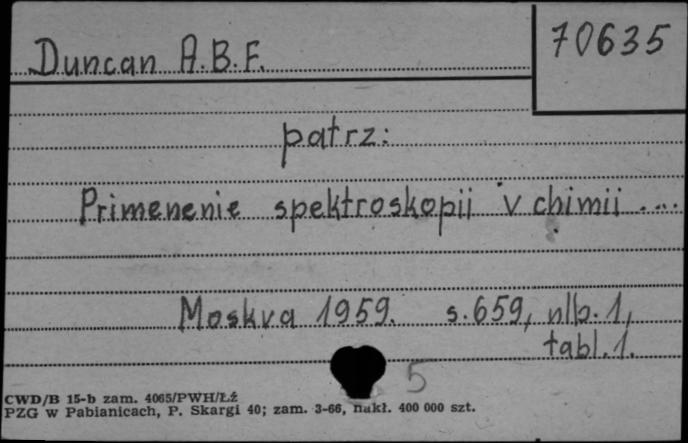 Duncan A.B.F.
70635
patrz:
Primenenie spektroskopii v chimii ...
Moskva 1959. s. 659, nlb. 1,
tabl. 1.
5
CWD/B 15-b zam. 4065/PWH/Łź
PZG w Pabianicach, P. Skargi 40; zam. 3-66, nakł. 400 000 szt.